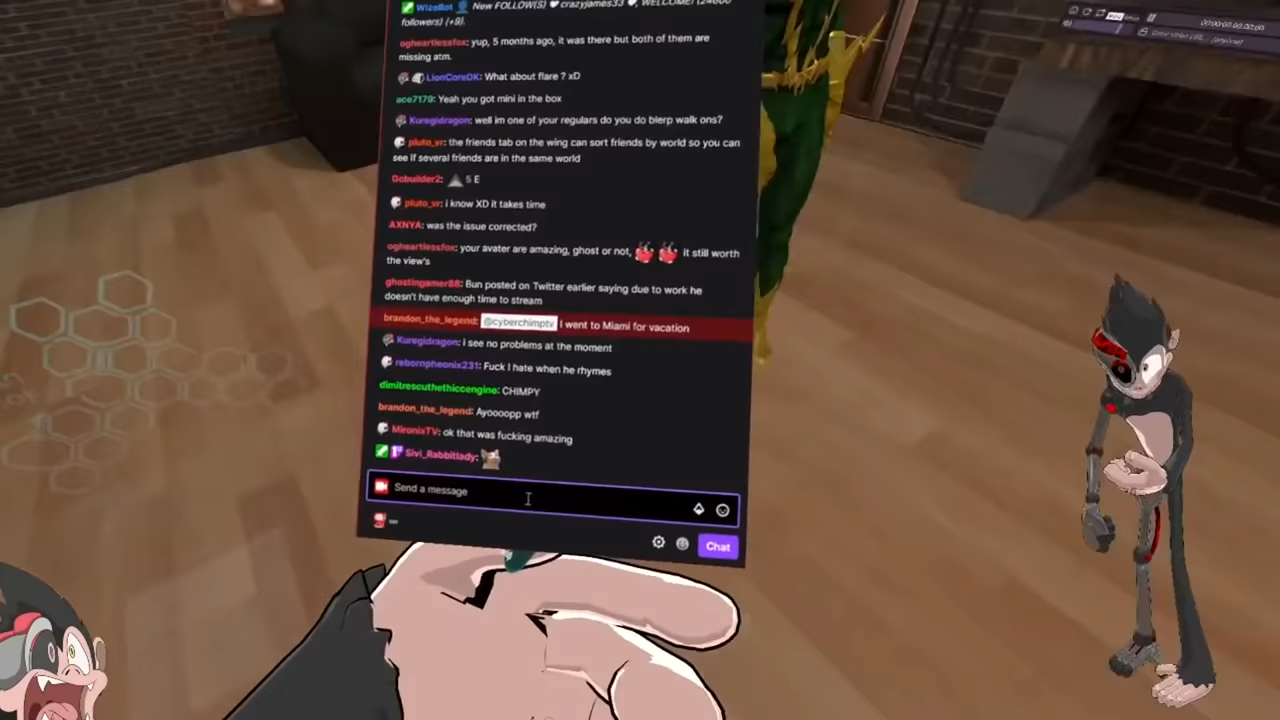 WizeBot New FOLLOW(S) crazyjames33 , WELCOME! (24600
followers) (+9).
ogheartlessfox: yup, 5 months ago, it was there but both of them are
missing atm.
LionCoreDK: What about flare ? xD
ace7179: Yeah you got mini in the box
Kuregidragon: well im one of your regulars do you do blerp walk ons?
pluto_vr: the friends tab on the wing can sort friends by world so you can
see if several friends are in the same world
Gcbuilder2: 5 E
pluto_vr: i know XD it takes time
AXNYA: was the issue corrected?
ogheartlessfox: your avater are amazing, ghost or not, it still worth
the view's
ghostingamer88: Bun posted on Twitter earlier saying due to work he
doesn't have enough time to stream
brandon_the_legend: @cyberchimptv I went to Miami for vacation
Kuregidragon: i see no problems at the moment
rebornpheonix231: Fuck I hate when he rhymes
dimitrescuthethiccengine: CHIMPY
brandon_the_legend: Ayoooopp wtf
MironixTV: ok that was fucking amazing
Sivi_Rabbitlady:
Send a message
Chat